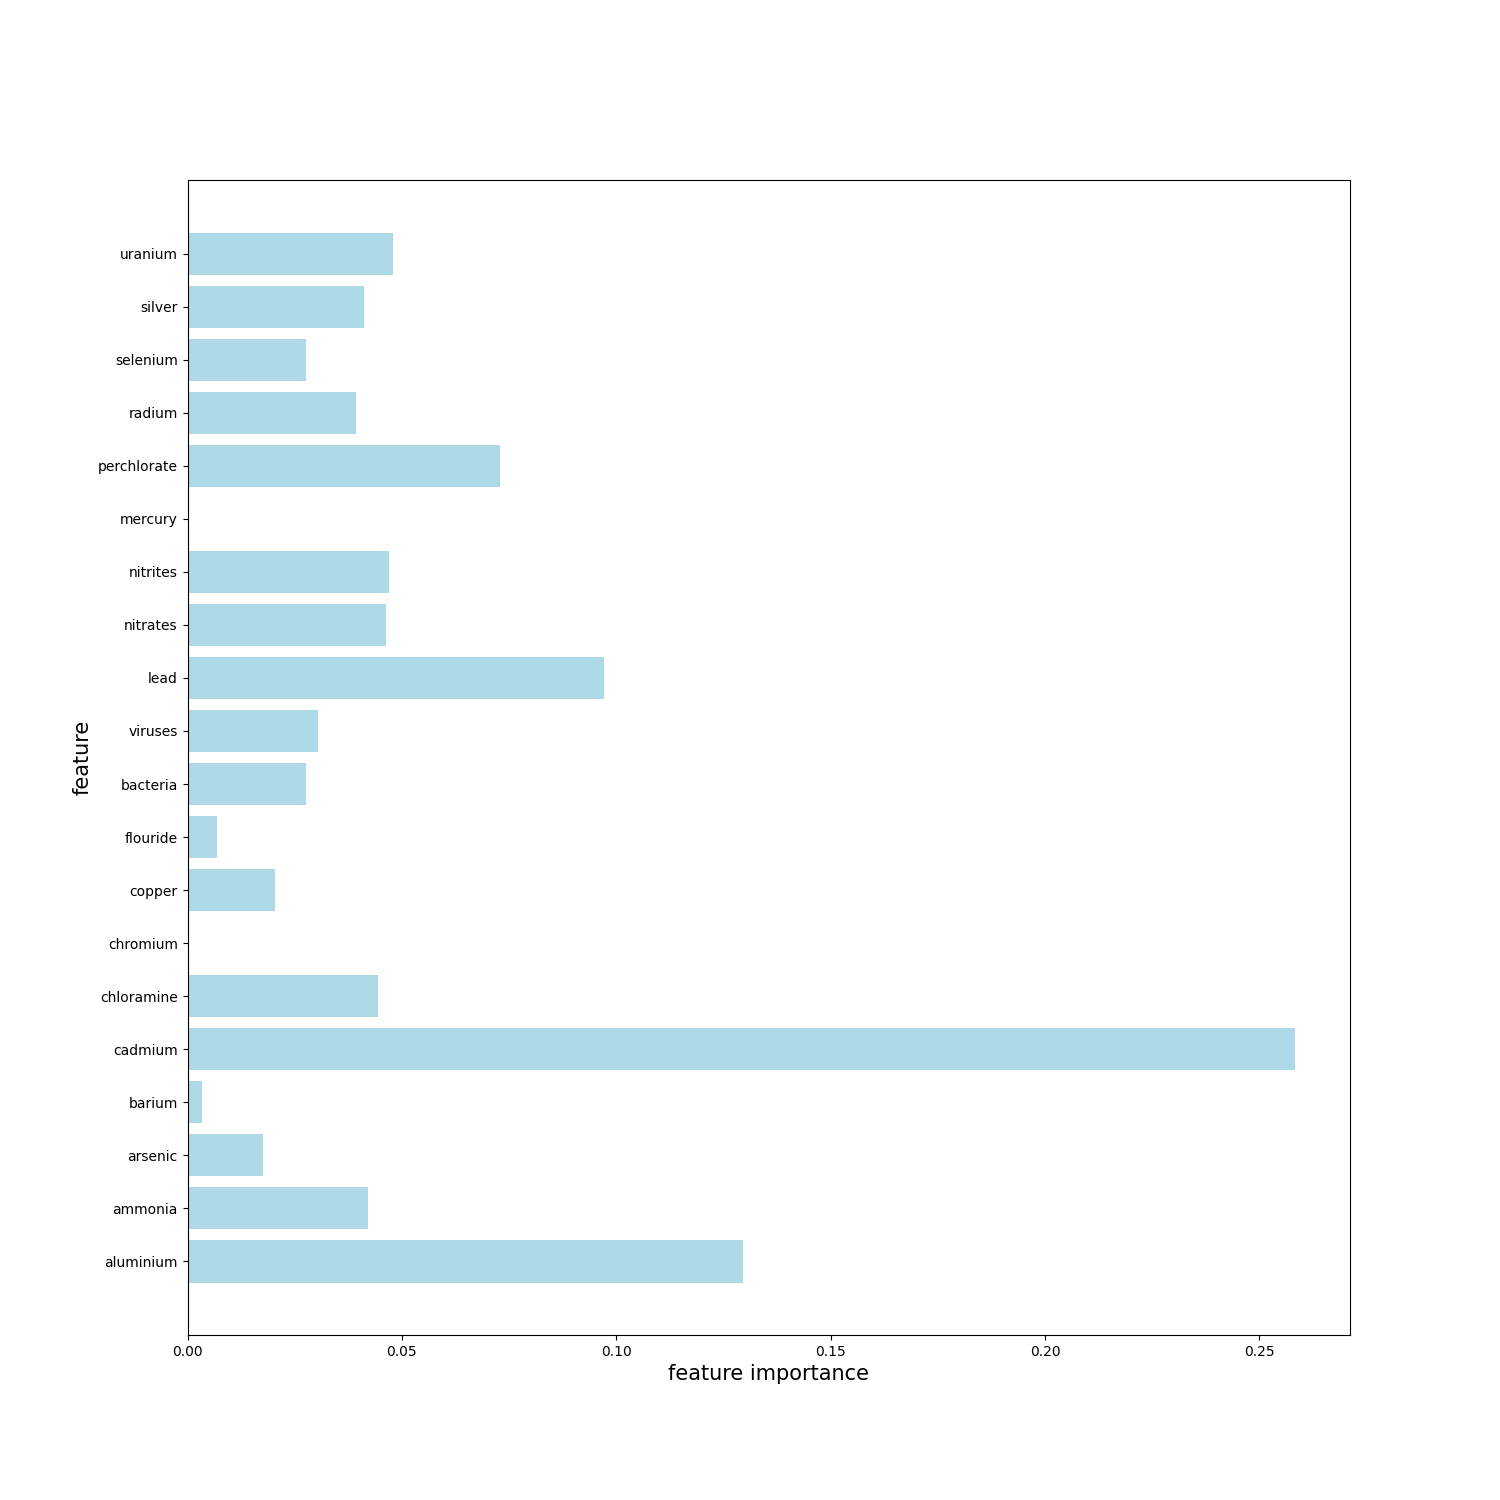 uranium
silver
selenium
radium
perchlorate
mercury
nitrites
nitrates
lead
viruses
bacteria
flouride
copper
chromium
chloramine
cadmium
barium
arsenic
ammonia
aluminium
feature
0.00 0.05 0.10 0.15 0.20 0.25
feature importance